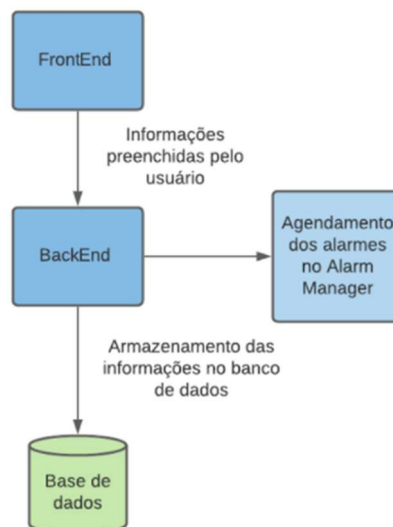 FrontEnd
Informações
preenchidas pelo
usuário
BackEnd
Agendamento
dos alarmes
no Alarm
Manager
Armazenamento das
informações no banco
de dados
Base de
dados